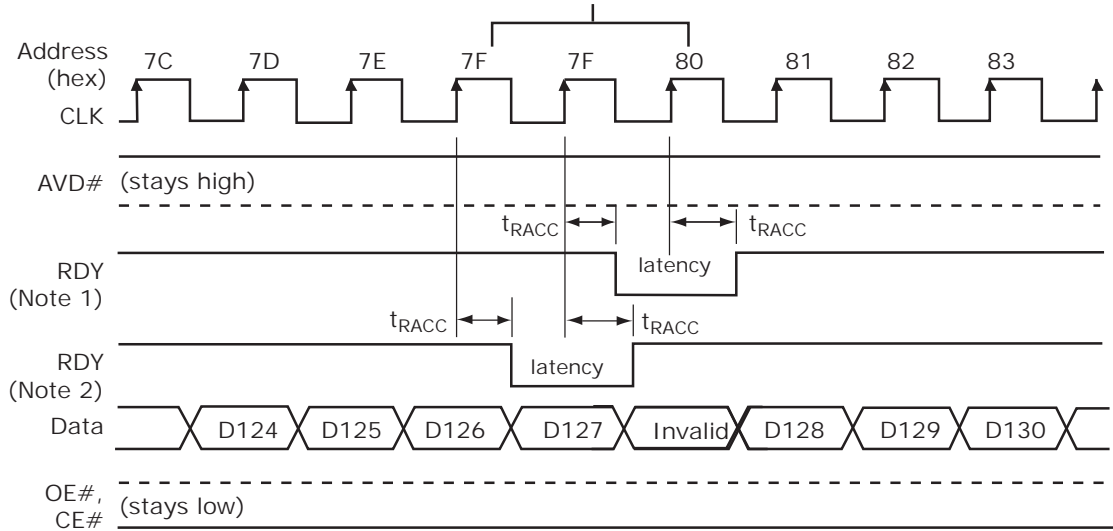 Address
(hex)
7C 7D 7E 7F 7F 80 81 82 83
CLK
AVD# (stays high)
tRACC tRACC
RDY
(Note 1)
latency
tRACC tRACC
RDY
(Note 2)
latency
Data D124 D125 D126 D127 Invalid D128 D129 D130
OE#,
CE#
(stays low)